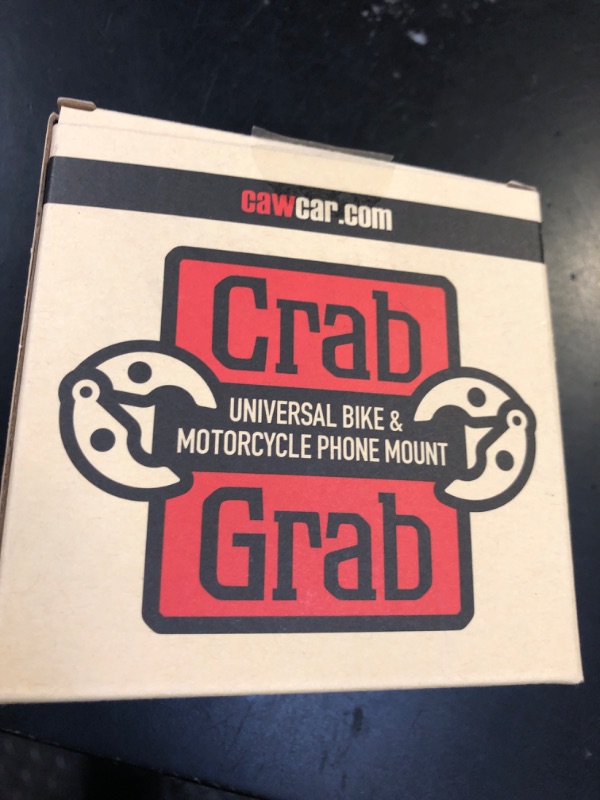 cawcar.com
Crab
UNIVERSAL BIKE &
MOTORCYCLE PHONE MOUNT
Grab